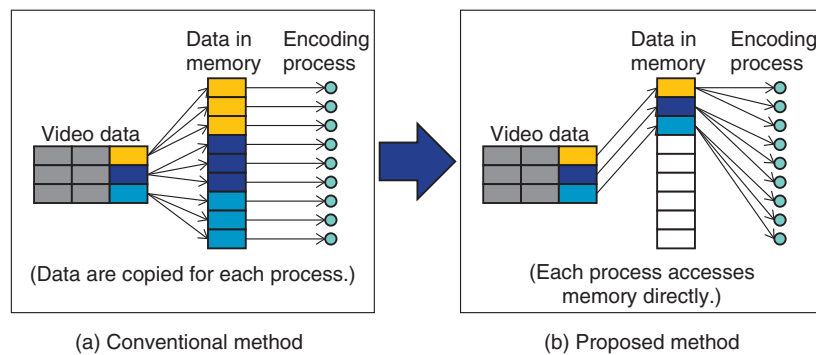 Data in
memory
Encoding
process
Video data
(Data are copied for each process.)
(a) Conventional method
Data in
memory
Encoding
process
Video data
(Each process accesses
memory directly.)
(b) Proposed method